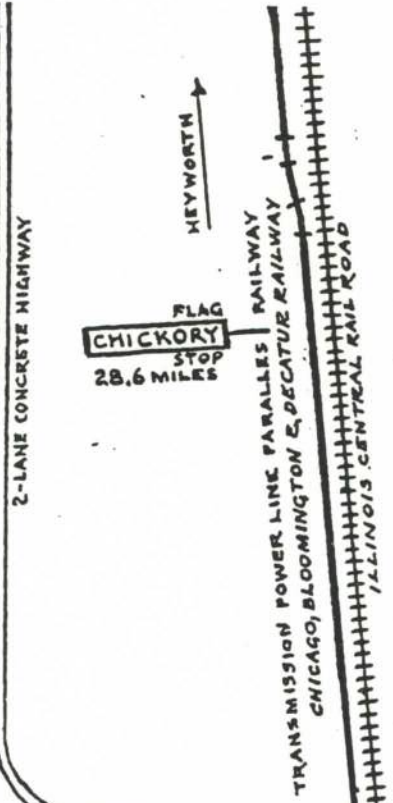 2-LANE CONCRETE HIGHWAY
HEYWORTH
FLAG
CHICKORY
STOP
28.6 MILES
TRANSMISSION POWER LINE PARALLES RAILWAY
CHICAGO, BLOOMINGTON & DECATUR RAILWAY
ILLINOIS CENTRAL RAIL ROAD